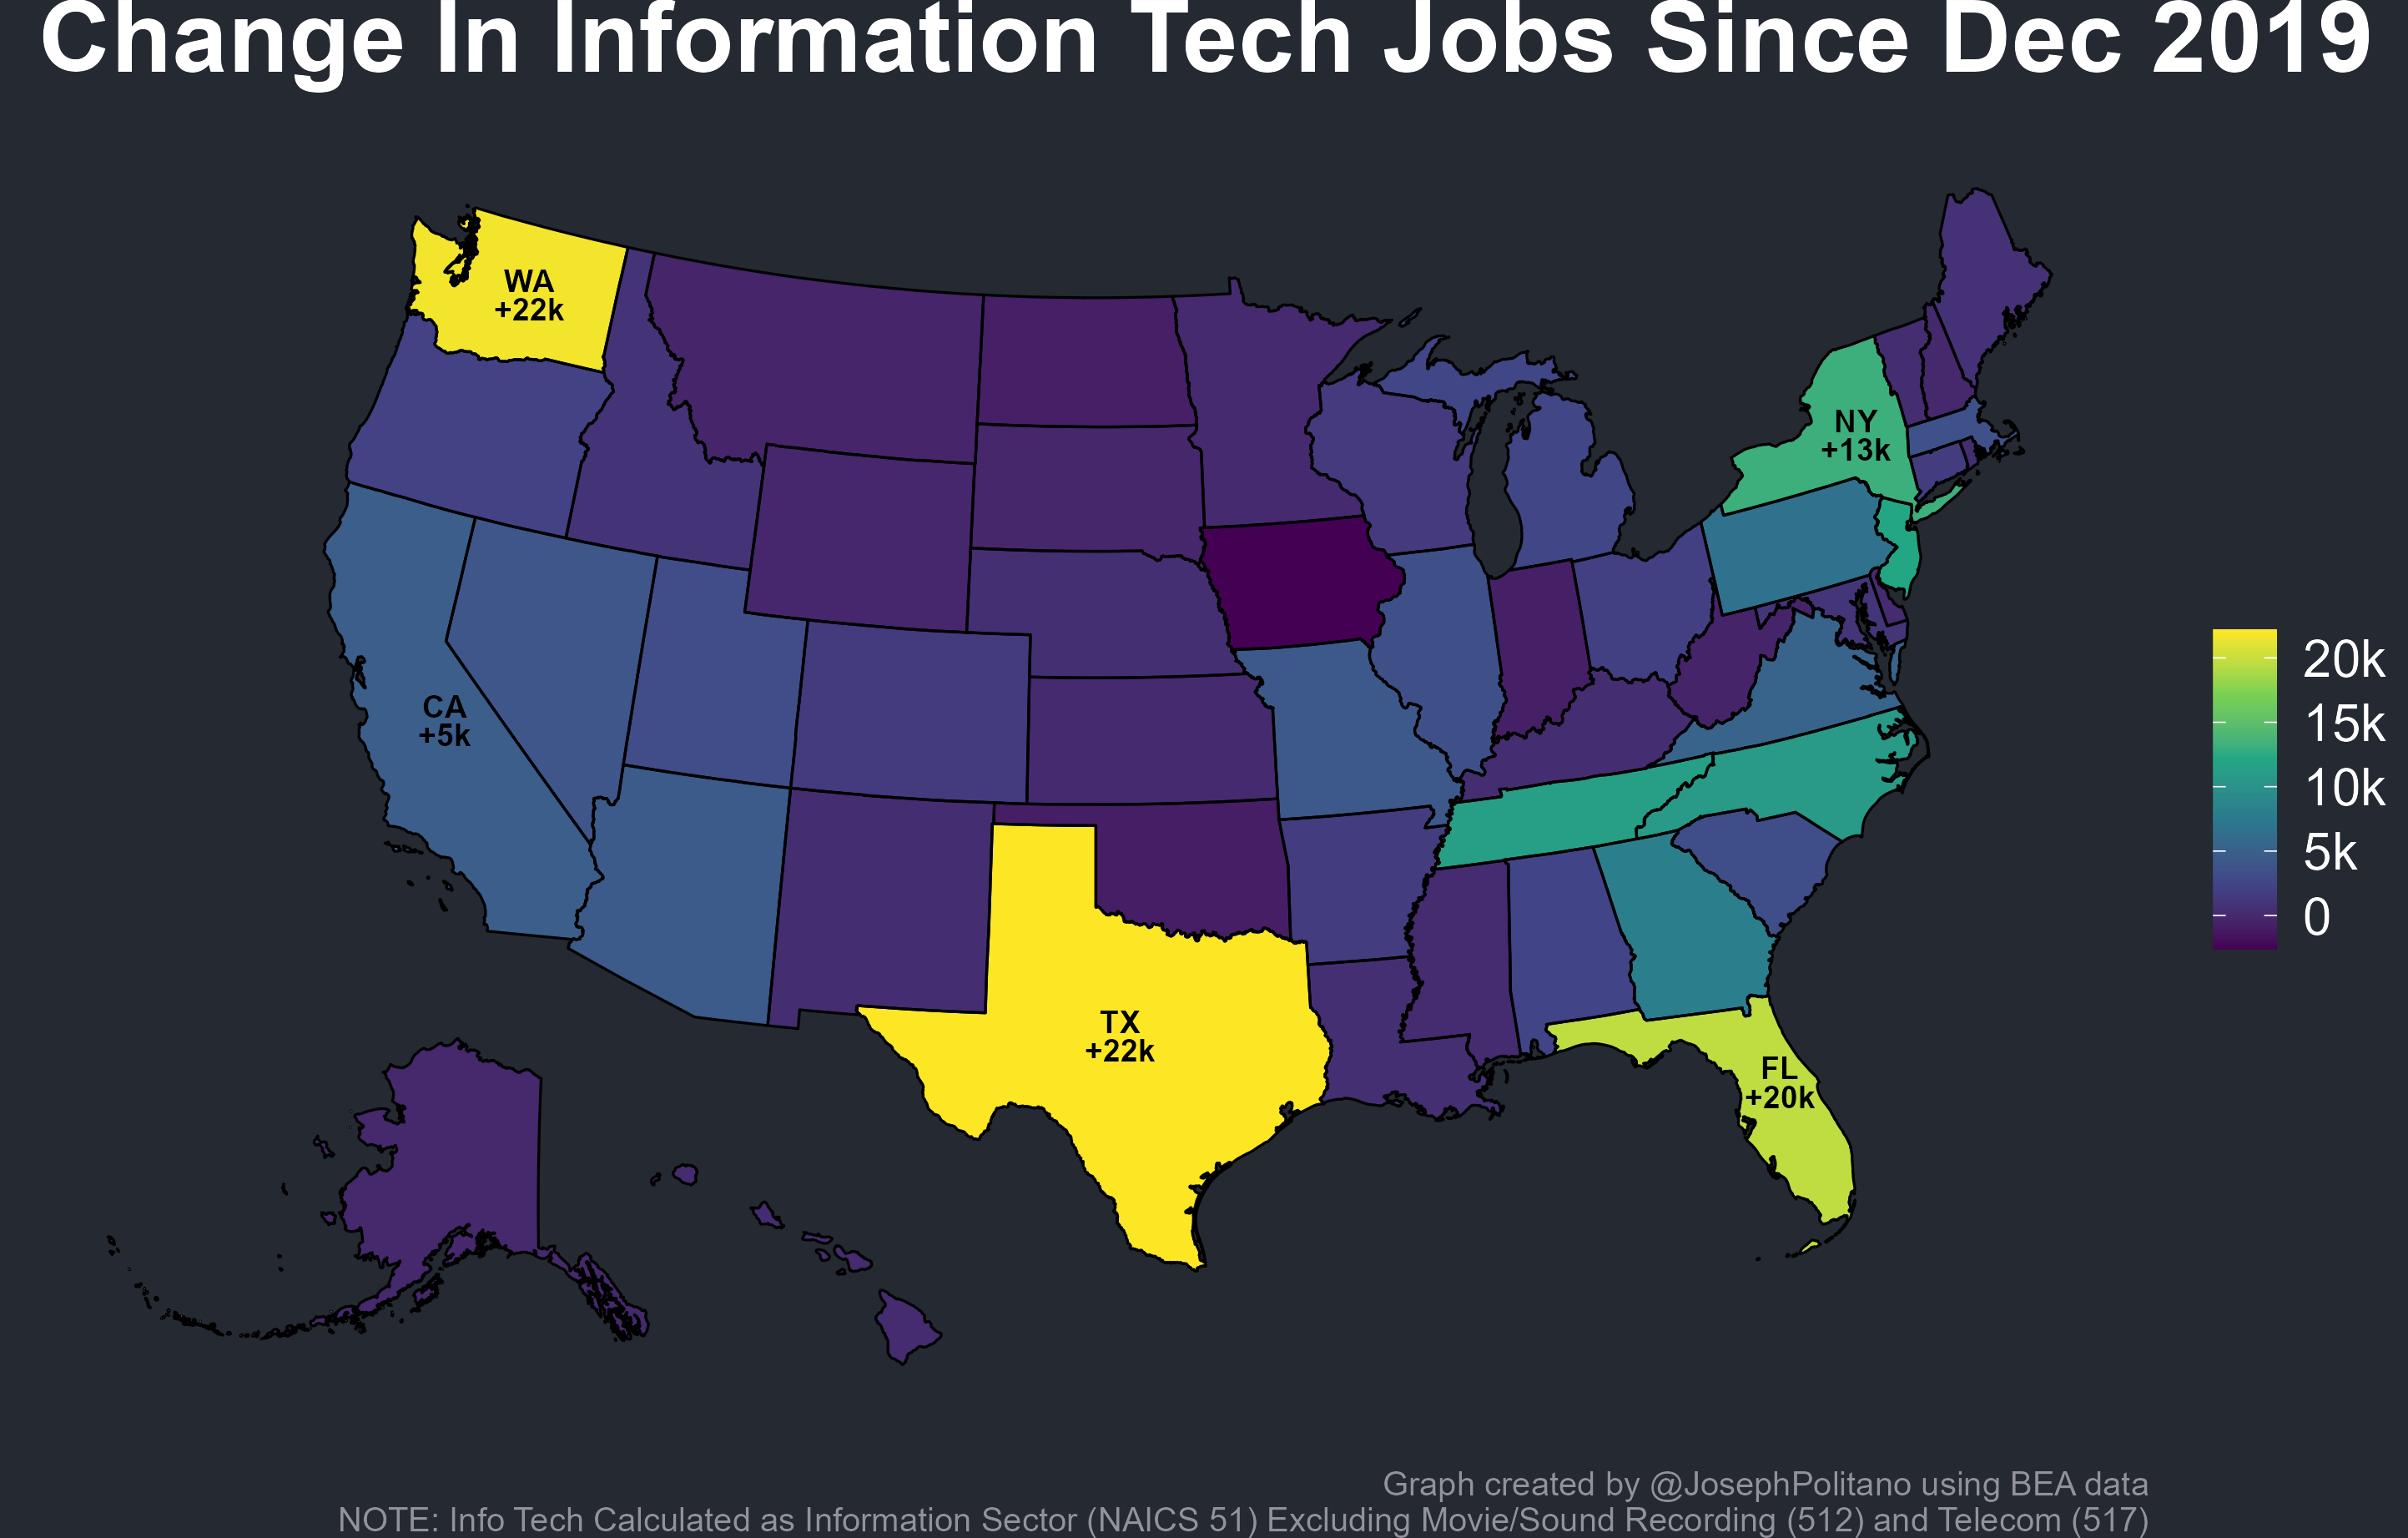 Change In Information Tech Jobs Since Dec 2019
WA
+22k
NY
+13k
CA
+5k
20k
15k
10k
5k
0
TX
+22k
FL
+20k
Graph created by @JosephPolitano using BEA data
NOTE: Info Tech Calculated as Information Sector (NAICS 51) Excluding Movie/Sound Recording (512) and Telecom (517)